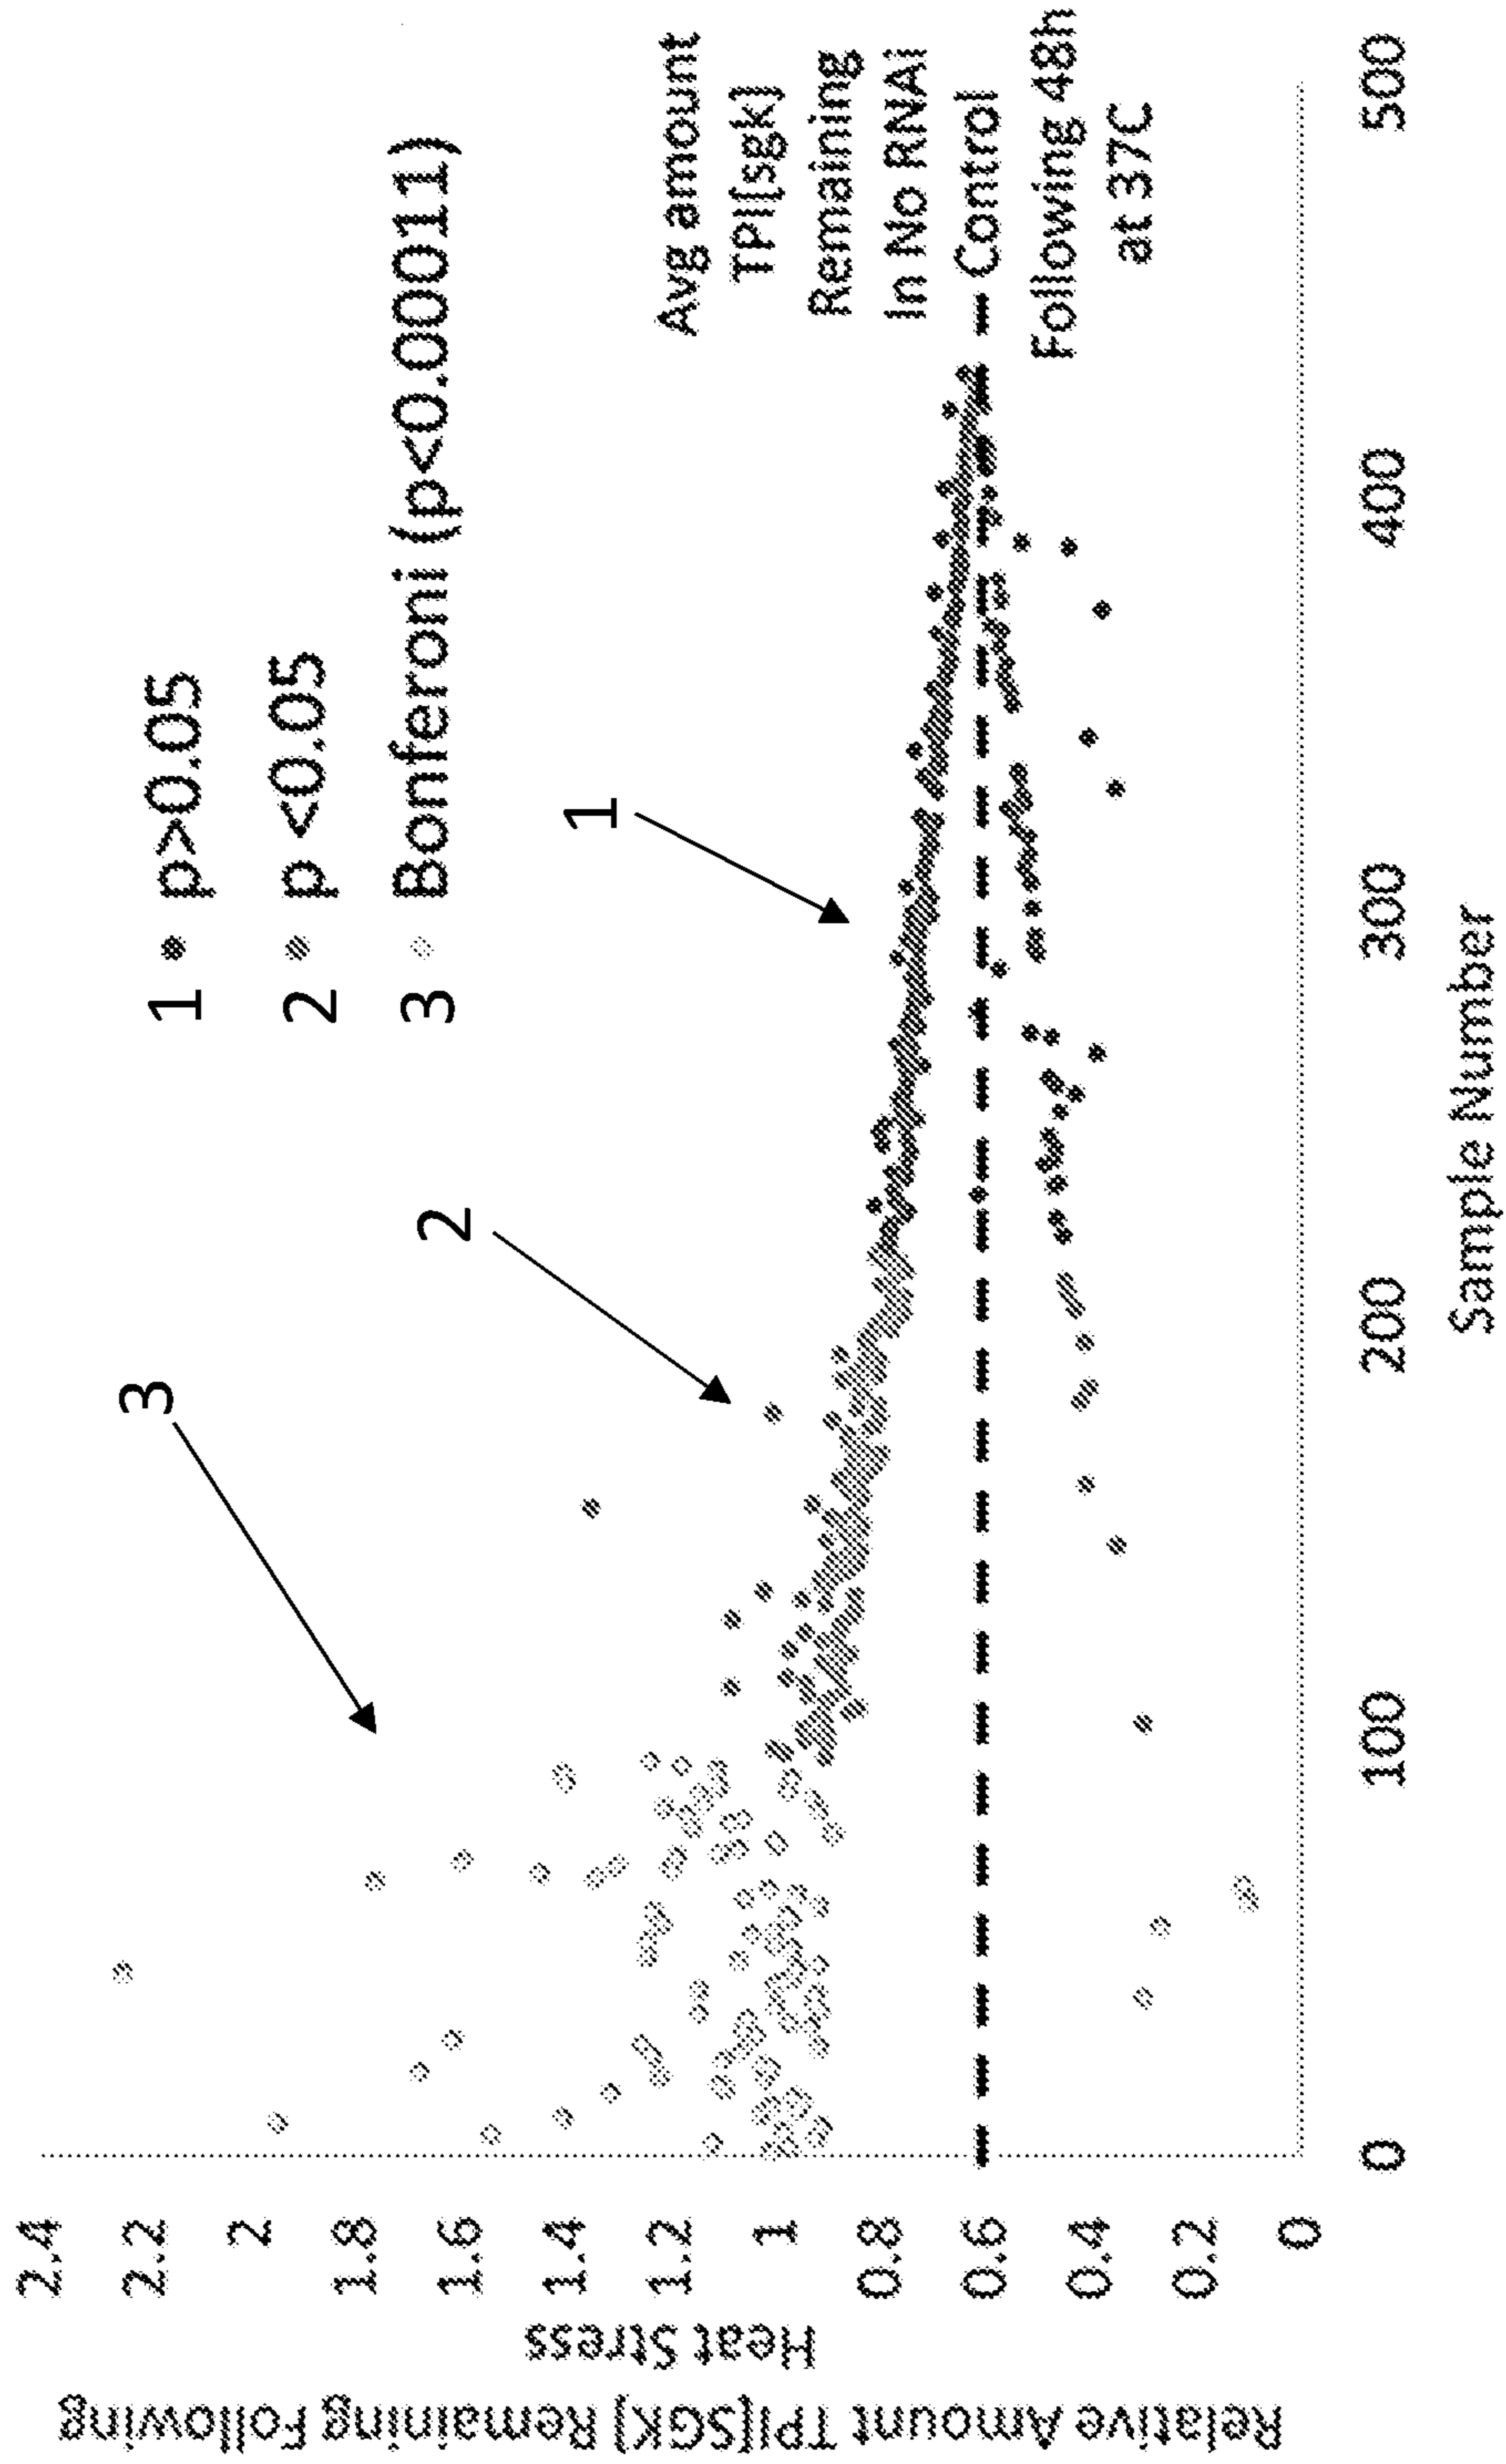 Relative Amount TPI[SGK] Remaining Following
Heat Stress
2.4
2.2
2
1.8
1.6
1.4
1.2
1
0.8
0.6
0.4
0.2
0
1 p>0.05
2 p <0.05
3 Bonferoni (p<0.00011)
3
2
1
Avg amount
TPI[sgk]
Remaining
In No RNAi
Control
Following 48h
at 37C
0
100
200
300
400
500
Sample Number